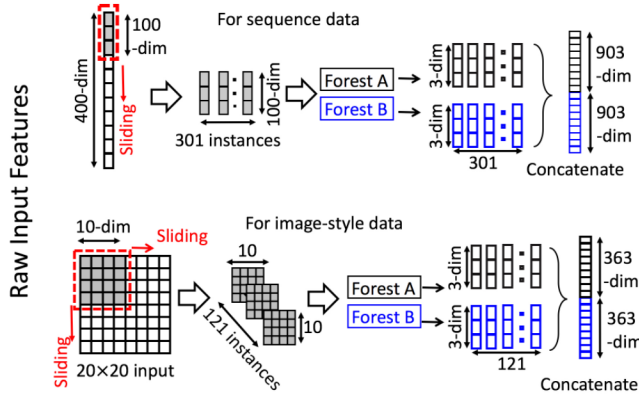 Raw Input Features
For sequence data
400-dim
100
-dim
Sliding
301 instances
100-dim
Forest A
Forest B
3-dim
3-dim
301
903
-dim
903
-dim
Concatenate
For image-style data
10-dim
Sliding
Sliding
20×20 input
10
10
121 instances
Forest A
Forest B
3-dim
3-dim
121
363
-dim
363
-dim
Concatenate